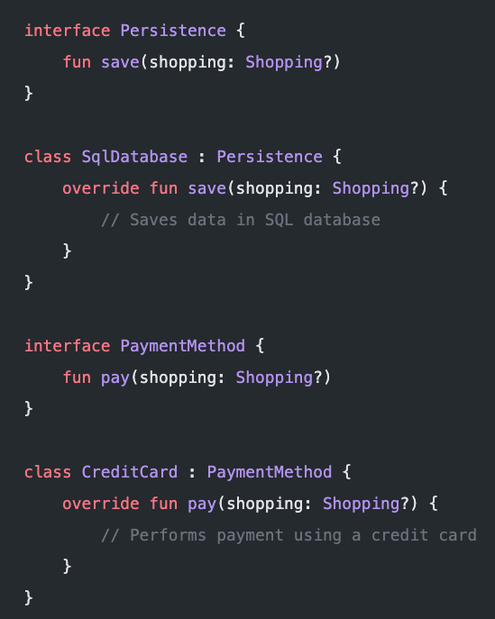 interface Persistence {
    fun save(shopping: Shopping?)
}

class SqlDatabase : Persistence {
    override fun save(shopping: Shopping?) {
        // Saves data in SQL database
    }
}

interface PaymentMethod {
    fun pay(shopping: Shopping?)
}

class CreditCard : PaymentMethod {
    override fun pay(shopping: Shopping?) {
        // Performs payment using a credit card
    }
}